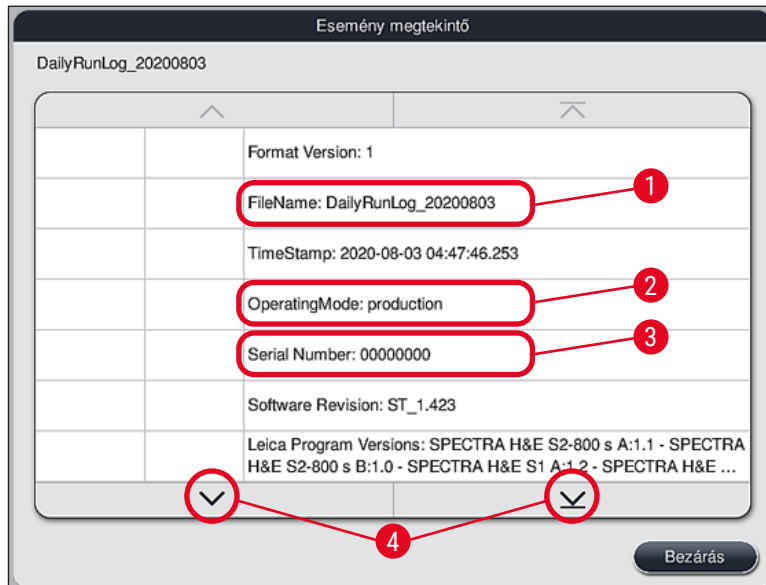 Esemény megtekintő
DailyRunLog_20200803
Format Version: 1
FileName: DailyRunLog_20200803
1
TimeStamp: 2020-08-03 04:47:46.253
2
OperatingMode: production
3
Serial Number: 00000000
Software Revision: ST_1.423
Leica Program Versions: SPECTRA H&E S2-800 s A:1.1 - SPECTRA
H&E S2-800 s B:1.0 - SPECTRA H&E S1 A:1.2 - SPECTRA H&E ...
4
Bezárás